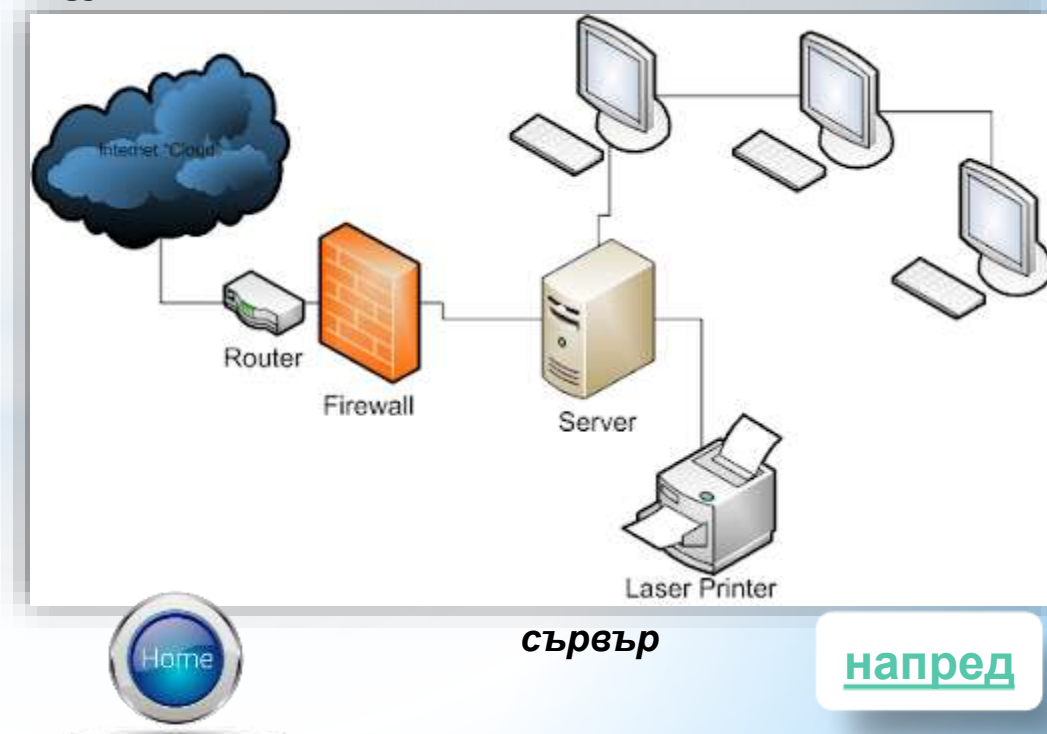 Internet "Cloud"
Router
Firewall
Server
Laser Printer
Home
сървър
напред